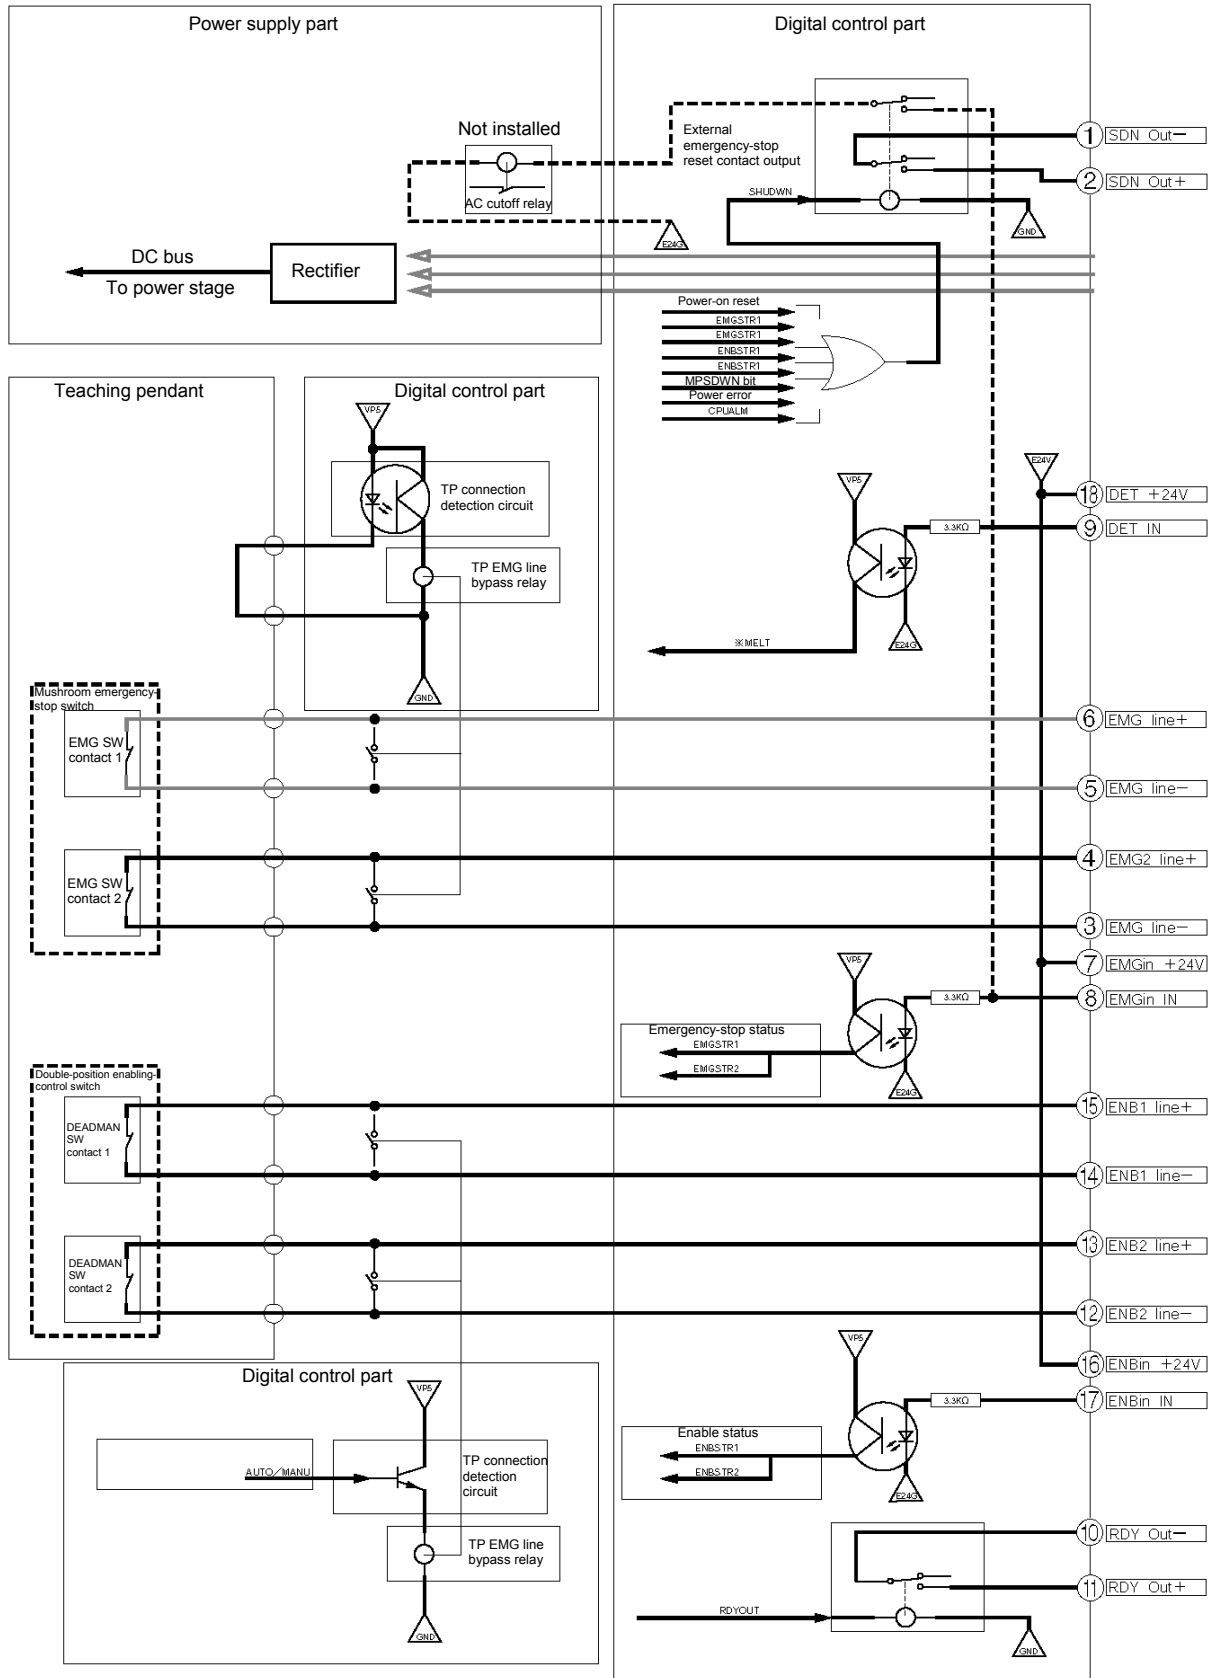 Power supply part
Digital control part
Not installed
AC cutoff relay
External
emergency-stop
reset contact output
SHUDWN
GND
E24G
1 SDN Out−
2 SDN Out+
DC bus
To power stage
Rectifier
Power-on reset
EMGSTR1
EMGSTR1
ENBSTR1
ENBSTR1
MPSDWN bit
Power error
CPUALM
Teaching pendant
Digital control part
VP5
TP connection
detection circuit
TP EMG line
bypass relay
GND
VP5
3.3KΩ
E24G
※MELT
E24V
18 DET +24V
9 DET IN
Mushroom emergency-
stop switch
EMG SW
contact 1
EMG SW
contact 2
6 EMG line+
5 EMG line−
4 EMG2 line+
3 EMG line−
7 EMGin +24V
8 EMGin IN
VP5
3.3KΩ
E24G
Emergency-stop status
EMGSTR1
EMGSTR2
Double-position enabling-
control switch
DEADMAN
SW
contact 1
DEADMAN
SW
contact 2
15 ENB1 line+
14 ENB1 line−
13 ENB2 line+
12 ENB2 line−
16 ENBin +24V
17 ENBin IN
VP5
3.3KΩ
E24G
Enable status
ENBSTR1
ENBSTR2
Digital control part
VP5
AUTO/MANU
TP connection
detection
circuit
TP EMG line
bypass relay
GND
10 RDY Out−
11 RDY Out+
RDYOUT
GND